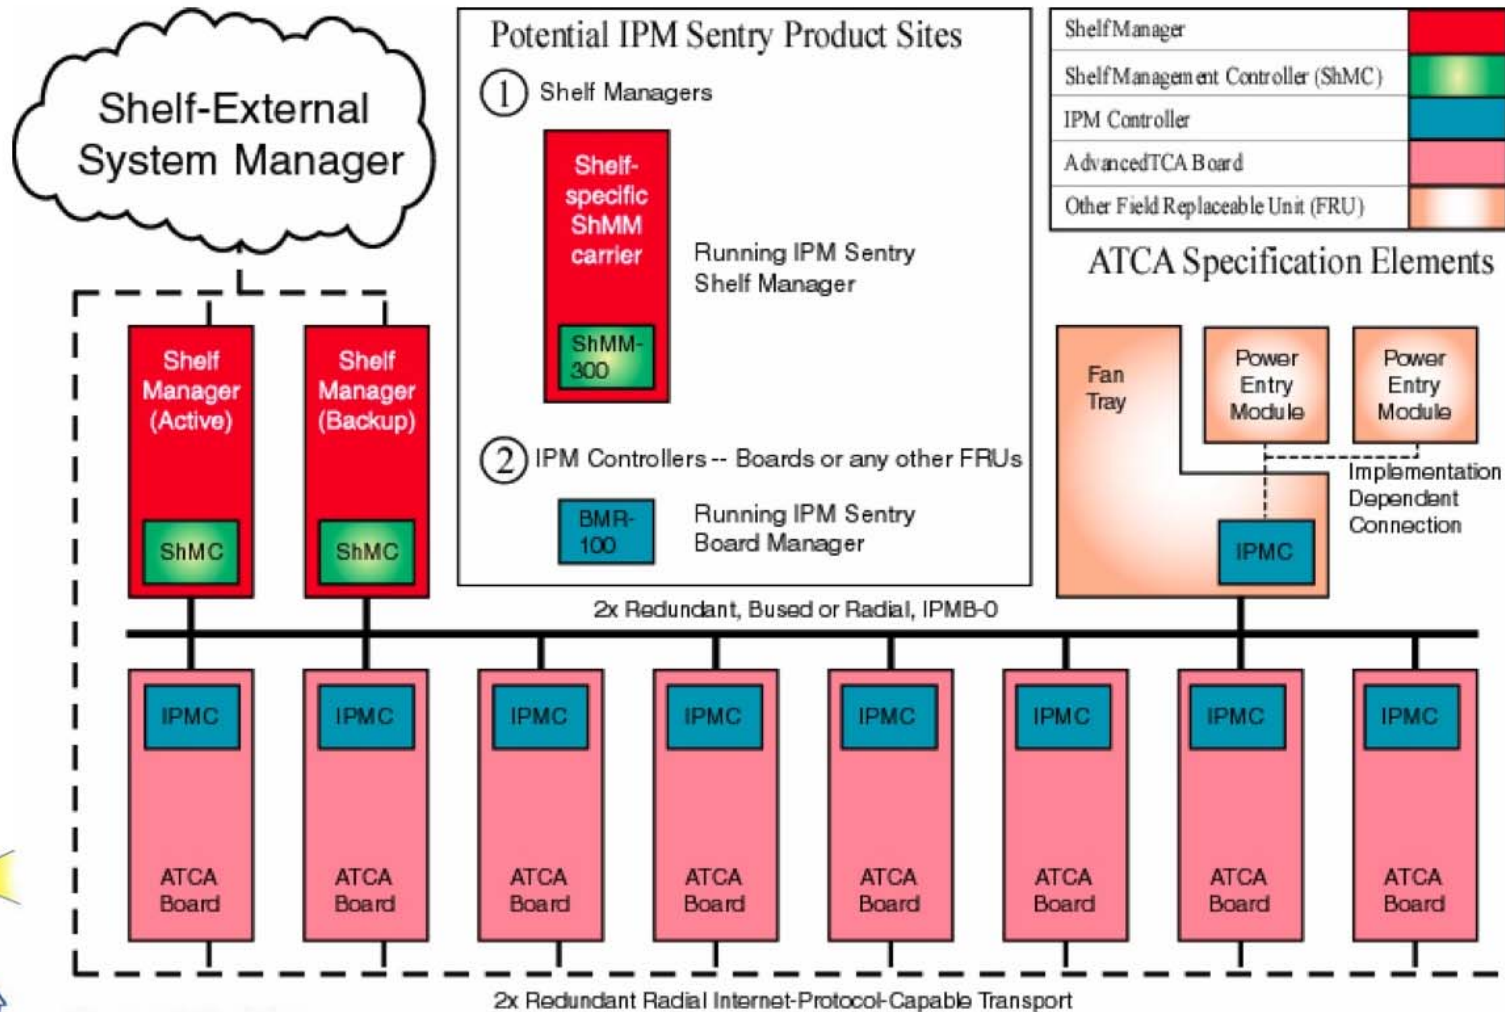 Shelf-External
System Manager
Potential IPM Sentry Product Sites
1 Shelf Managers
Shelf-
specific
ShMM
carrier
ShMM-
300
Running IPM Sentry
Shelf Manager
2 IPM Controllers -- Boards or any other FRUs
BMR-
100
Running IPM Sentry
Board Manager
Shelf Manager
Shelf Management Controller (ShMC)
IPM Controller
AdvancedTCA Board
Other Field Replaceable Unit (FRU)
ATCA Specification Elements
Shelf
Manager
(Active)
ShMC
Shelf
Manager
(Backup)
ShMC
Fan
Tray
Power
Entry
Module
Power
Entry
Module
Implementation
Dependent
Connection
IPMC
2x Redundant, Bused or Radial, IPMB-0
IPMC
ATCA
Board
IPMC
ATCA
Board
IPMC
ATCA
Board
IPMC
ATCA
Board
IPMC
ATCA
Board
IPMC
ATCA
Board
IPMC
ATCA
Board
IPMC
ATCA
Board
2x Redundant Radial Internet-Protocol-Capable Transport